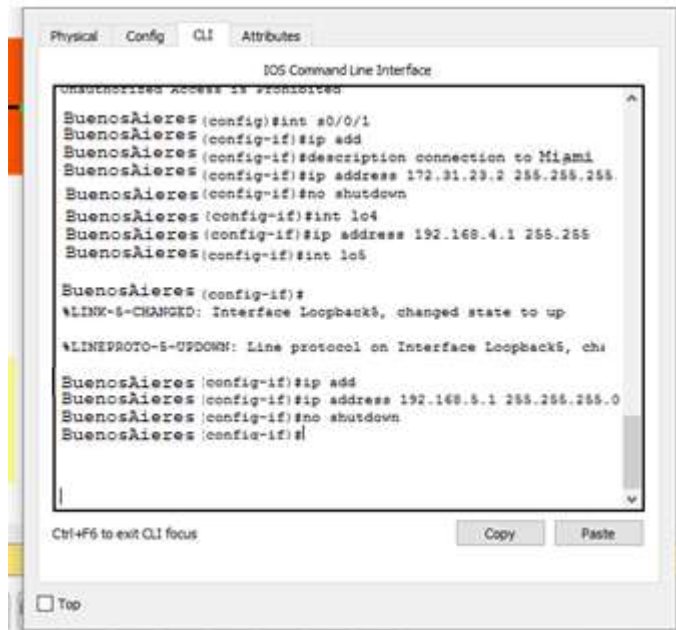 Physical Config CLI Attributes
IOS Command Line Interface
Unauthorized Access is Prohibited
BuenosAieres (config)#int s0/0/1
BuenosAieres (config-if)#ip add
BuenosAieres (config-if)#description connection to Miami
BuenosAieres (config-if)#ip address 172.31.23.2 255.255.255.
BuenosAieres (config-if)#no shutdown
BuenosAieres (config-if)#int lo4
BuenosAieres (config-if)#ip address 192.168.4.1 255.255
BuenosAieres (config-if)#int lo5
BuenosAieres (config-if)#
%LINK-5-CHANGED: Interface Loopback5, changed state to up
%LINEPROTO-5-UPDOWN: Line protocol on Interface Loopback5, cha
BuenosAieres (config-if)#ip add
BuenosAieres (config-if)#ip address 192.168.5.1 255.255.255.0
BuenosAieres (config-if)#no shutdown
BuenosAieres (config-if)#
Ctrl+F6 to exit CLI focus
Copy Paste
Top